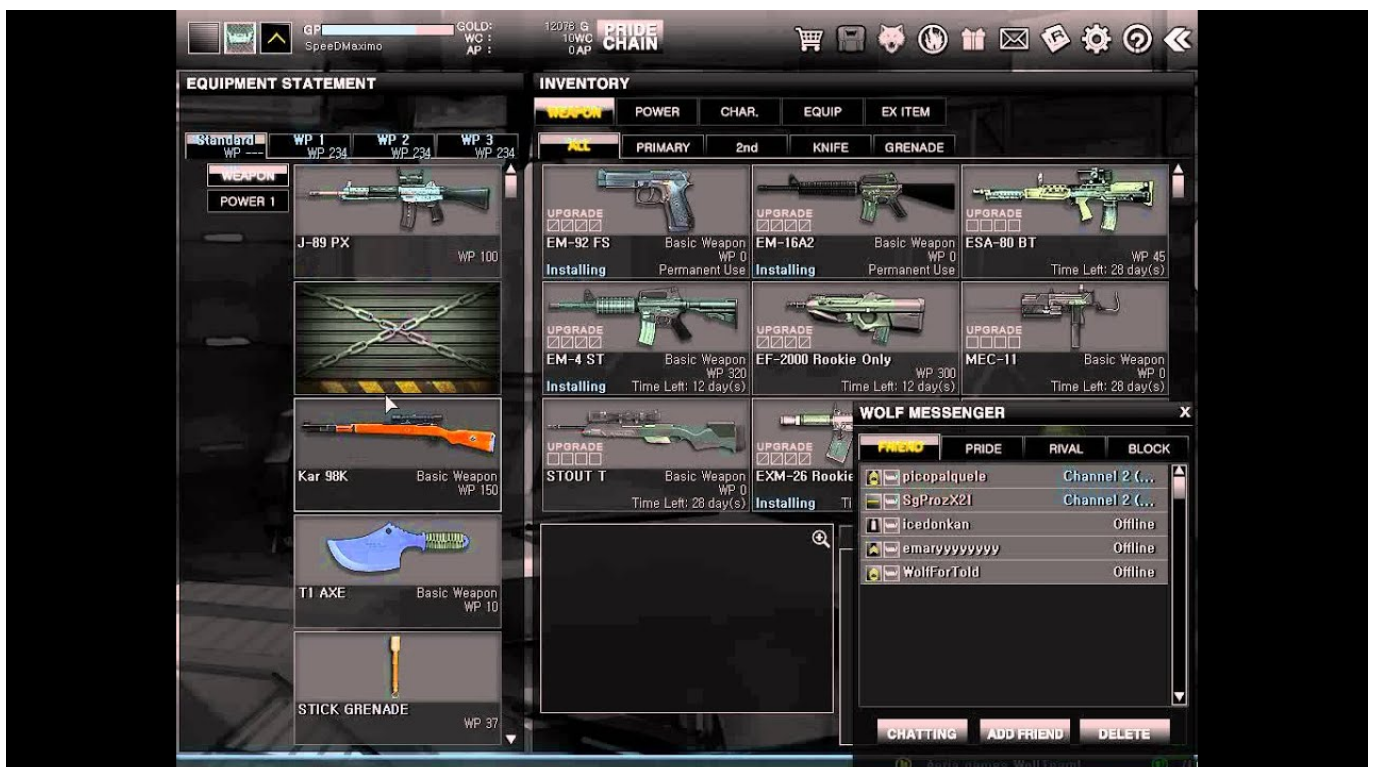 GP
SpeeDMaximo
GOLD: 12078 G
WC : 10WC
AP : 0AP
PRIDE
CHAIN
EQUIPMENT STATEMENT
Standard
WP ---
WP 1
WP 234
WP 2
WP 234
WP 3
WP 234
WEAPON
POWER 1
J-89 PX
WP 100
Kar 98K Basic Weapon
WP 150
T1 AXE Basic Weapon
WP 10
STICK GRENADE
WP 37
INVENTORY
WEAPON POWER CHAR. EQUIP EX ITEM
ALL PRIMARY 2nd KNIFE GRENADE
UPGRADE
EM-92 FS Basic Weapon
WP 0
Installing Permanent Use
UPGRADE
EM-16A2 Basic Weapon
WP 0
Installing Permanent Use
UPGRADE
ESA-80 BT
WP 45
Time Left: 28 day(s)
UPGRADE
EM-4 ST Basic Weapon
WP 320
Installing Time Left: 12 day(s)
UPGRADE
EF-2000 Rookie Only
WP 300
Time Left: 12 day(s)
UPGRADE
MEC-11 Basic Weapon
WP 0
Time Left: 28 day(s)
UPGRADE
STOUT T Basic Weapon
WP 0
Time Left: 28 day(s)
UPGRADE
EXM-26 Rookie
Installing Ti
WOLF MESSENGER X
FRIEND PRIDE RIVAL BLOCK
picopalquele Channel 2 (...
SgProzX21 Channel 2 (...
icedonkan Offline
emaryyyyyyyy Offline
WolfForTold Offline
CHATTING ADD FRIEND DELETE